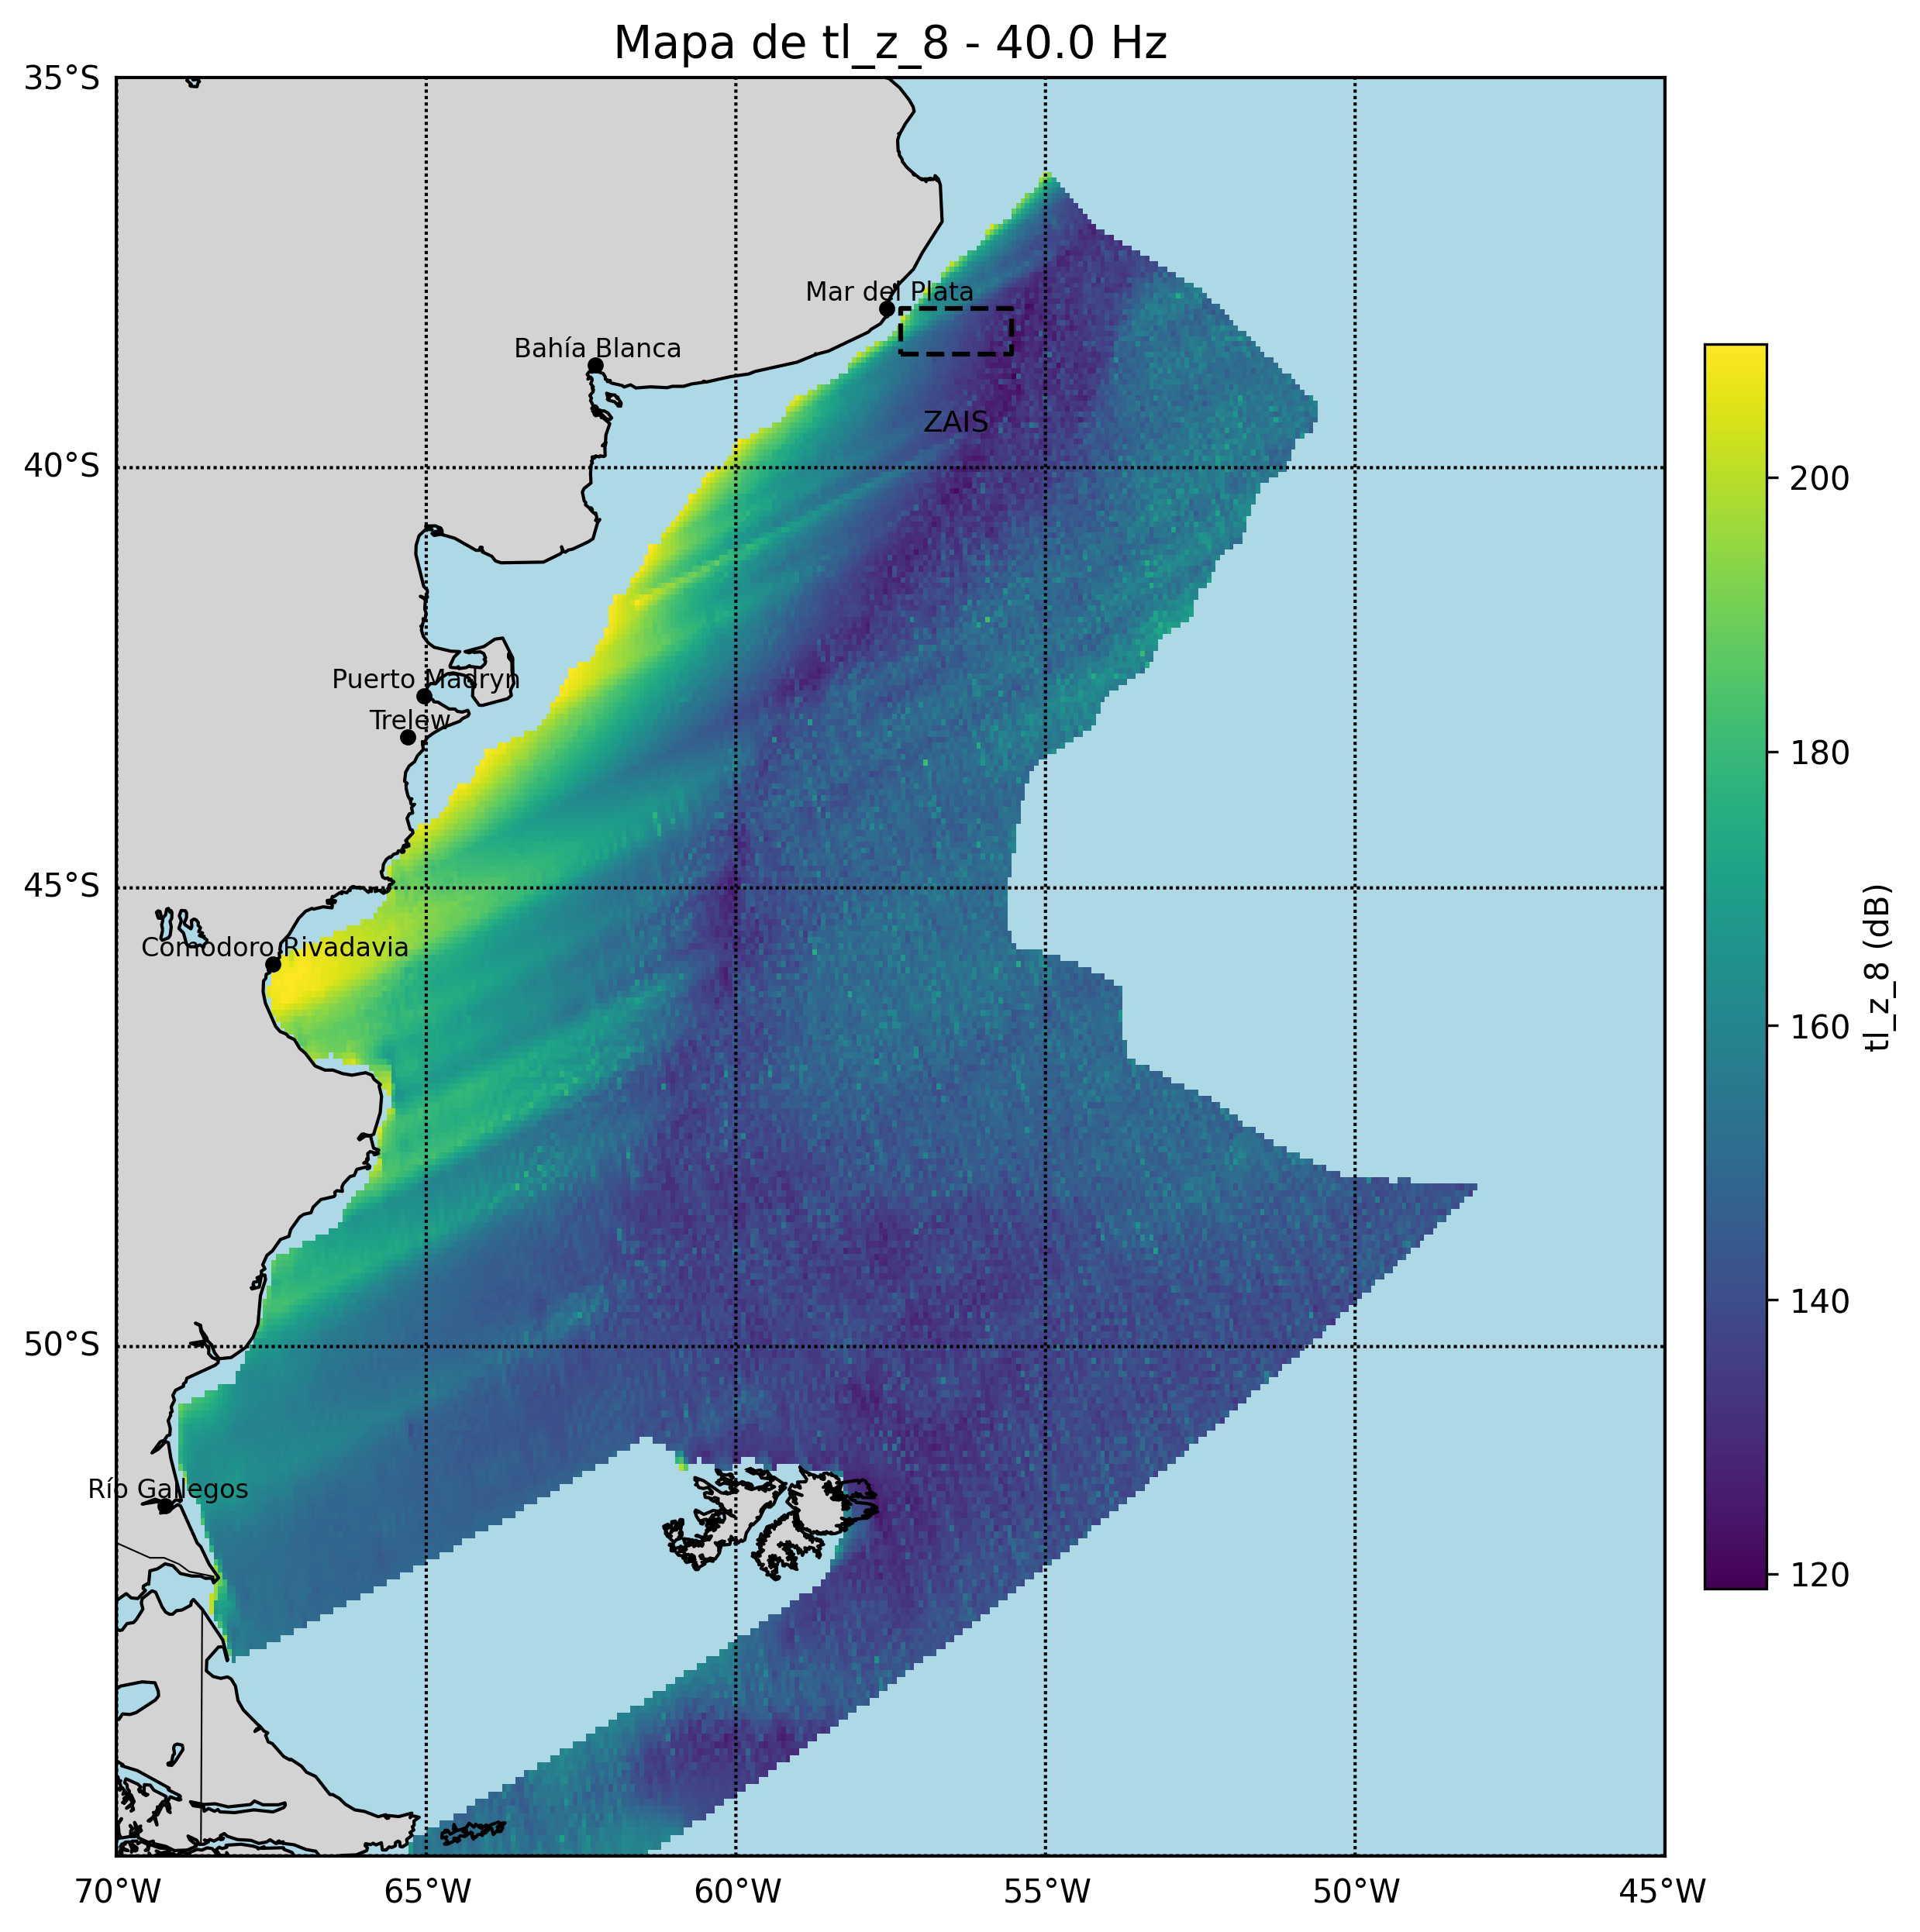 Mapa de tl_z_8 - 40.0 Hz
35°S
Mar del Plata
Bahía Blanca
ZAIS
40°S
200
Puerto Madryn
Trelew
180
45°S
tl_z_8 (dB)
Comodoro Rivadavia
160
140
50°S
Río Gallegos
120
70°W
65°W
60°W
55°W
50°W
45°W